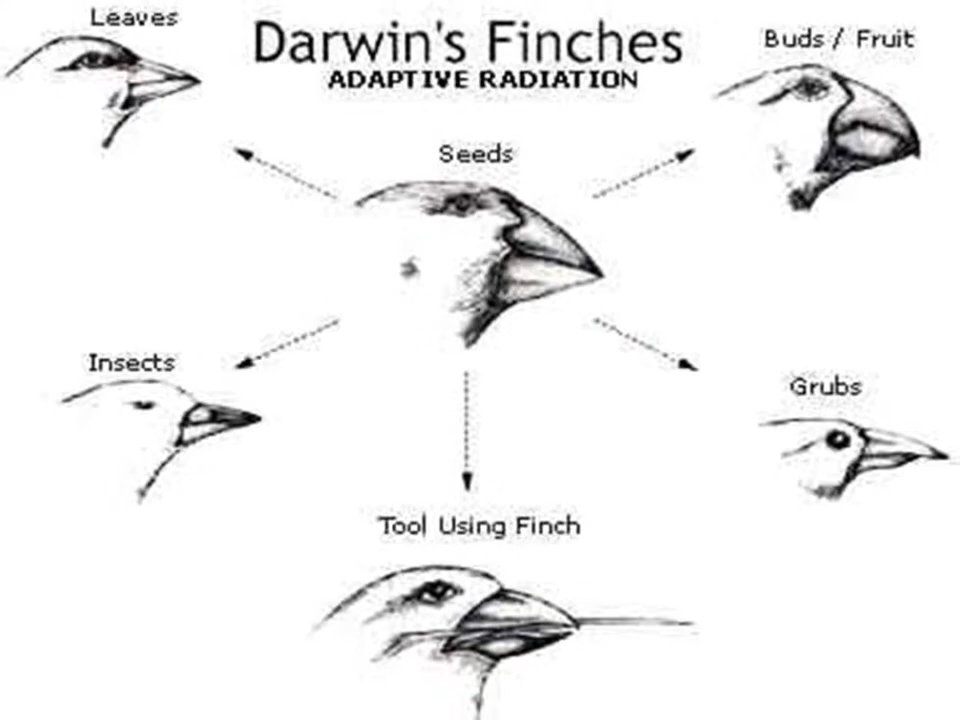 Leaves
Darwin's Finches
ADAPTIVE RADIATION
Buds / Fruit
Seeds
Insects
Grubs
Tool Using Finch